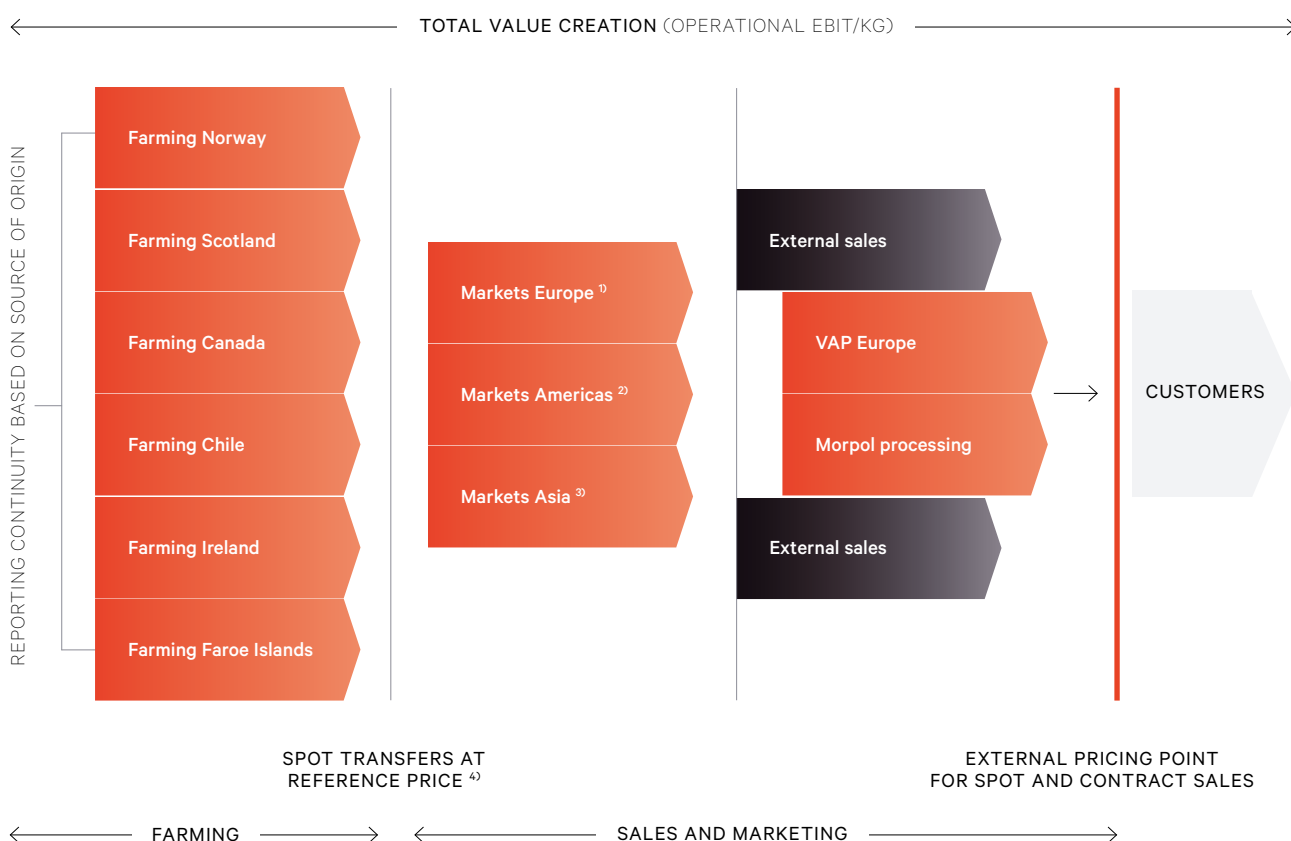 TOTAL VALUE CREATION (OPERATIONAL EBIT/KG)
REPORTING CONTINUITY BASED ON SOURCE OF ORIGIN
Farming Norway
Farming Scotland
Farming Canada
Farming Chile
Farming Ireland
Farming Faroe Islands
Markets Europe 1)
Markets Americas 2)
Markets Asia 3)
External sales
VAP Europe
Morpol processing
External sales
CUSTOMERS
SPOT TRANSFERS AT
REFERENCE PRICE 4)
EXTERNAL PRICING POINT
FOR SPOT AND CONTRACT SALES
FARMING
SALES AND MARKETING